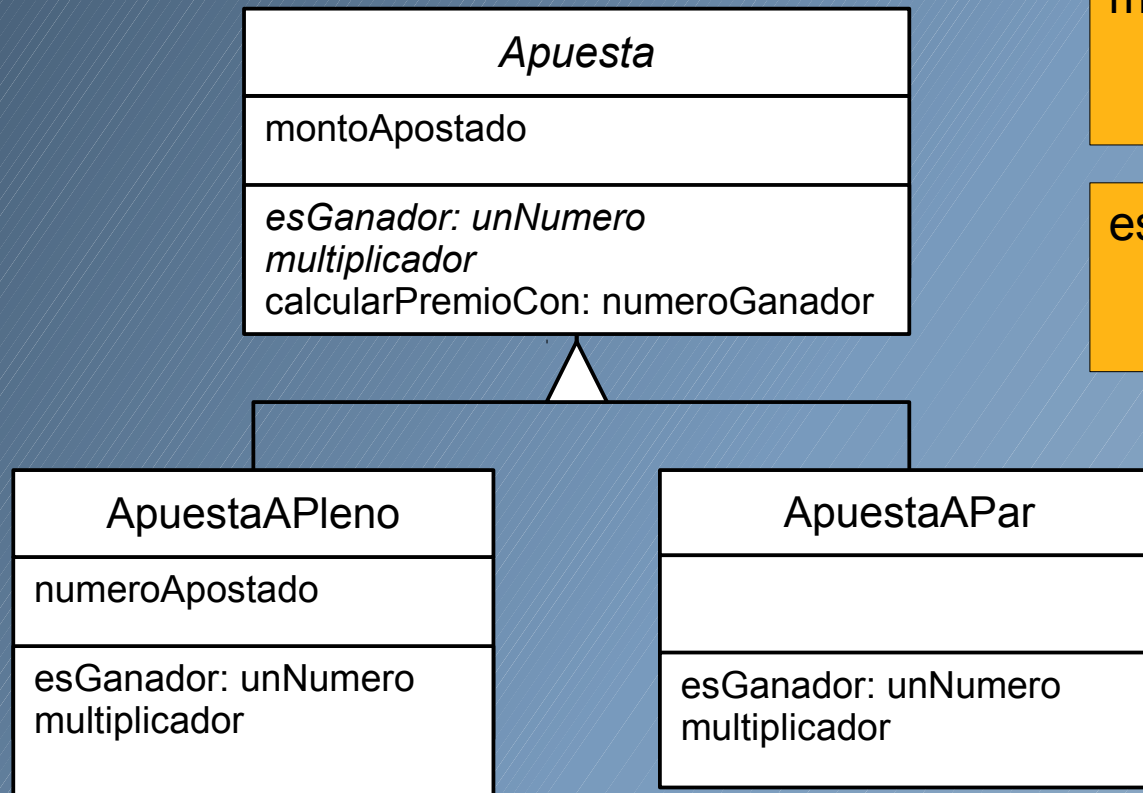 Apuesta
montoApostado
esGanador: unNumero
multiplicador
calcularPremioCon: numeroGanador
ApuestaAPleno
numeroApostado
esGanador: unNumero
multiplicador
ApuestaAPar
esGanador: unNumero
multiplicador